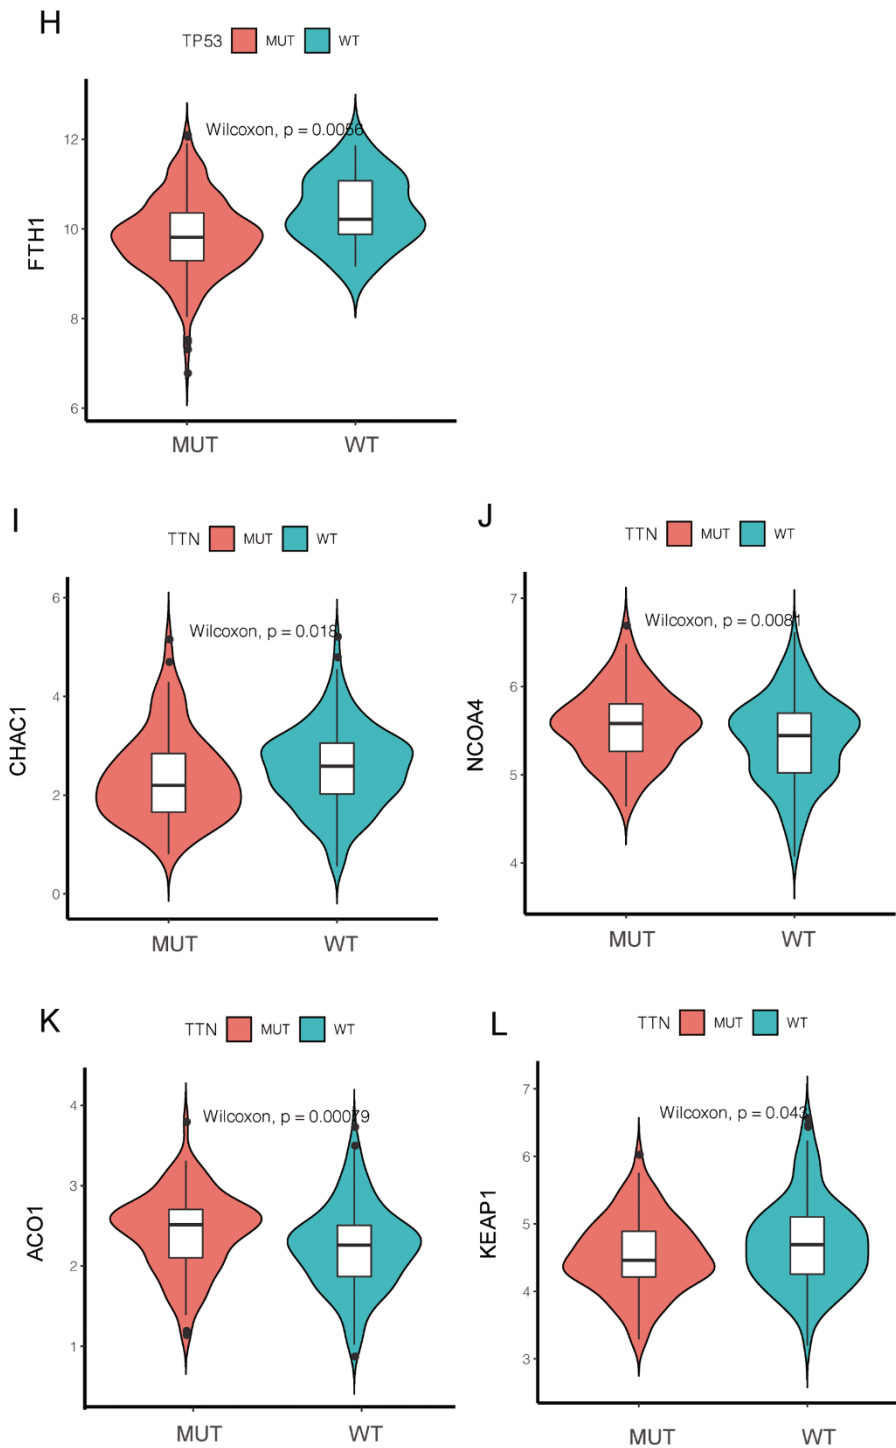 H
TP53 MUT WT
Wilcoxon, p = 0.0056
12
10
8
6
FTH1
MUT WT
I
TTN MUT WT
Wilcoxon, p = 0.018
6
4
2
0
CHAC1
MUT WT
J
TTN MUT WT
Wilcoxon, p = 0.0081
7
6
5
4
NCOA4
MUT WT
K
TTN MUT WT
Wilcoxon, p = 0.00079
4
3
2
1
ACO1
MUT WT
L
TTN MUT WT
Wilcoxon, p = 0.043
7
6
5
4
3
KEAP1
MUT WT